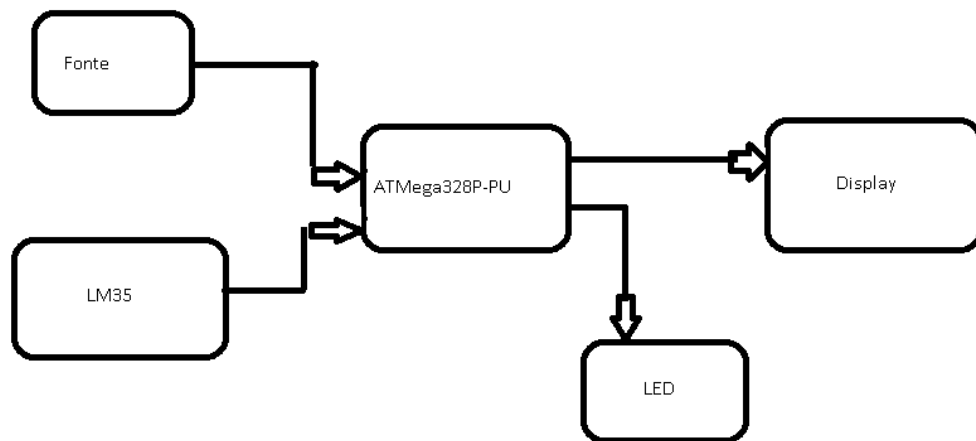 Fonte
ATMega328P-PU
Display
LM35
LED